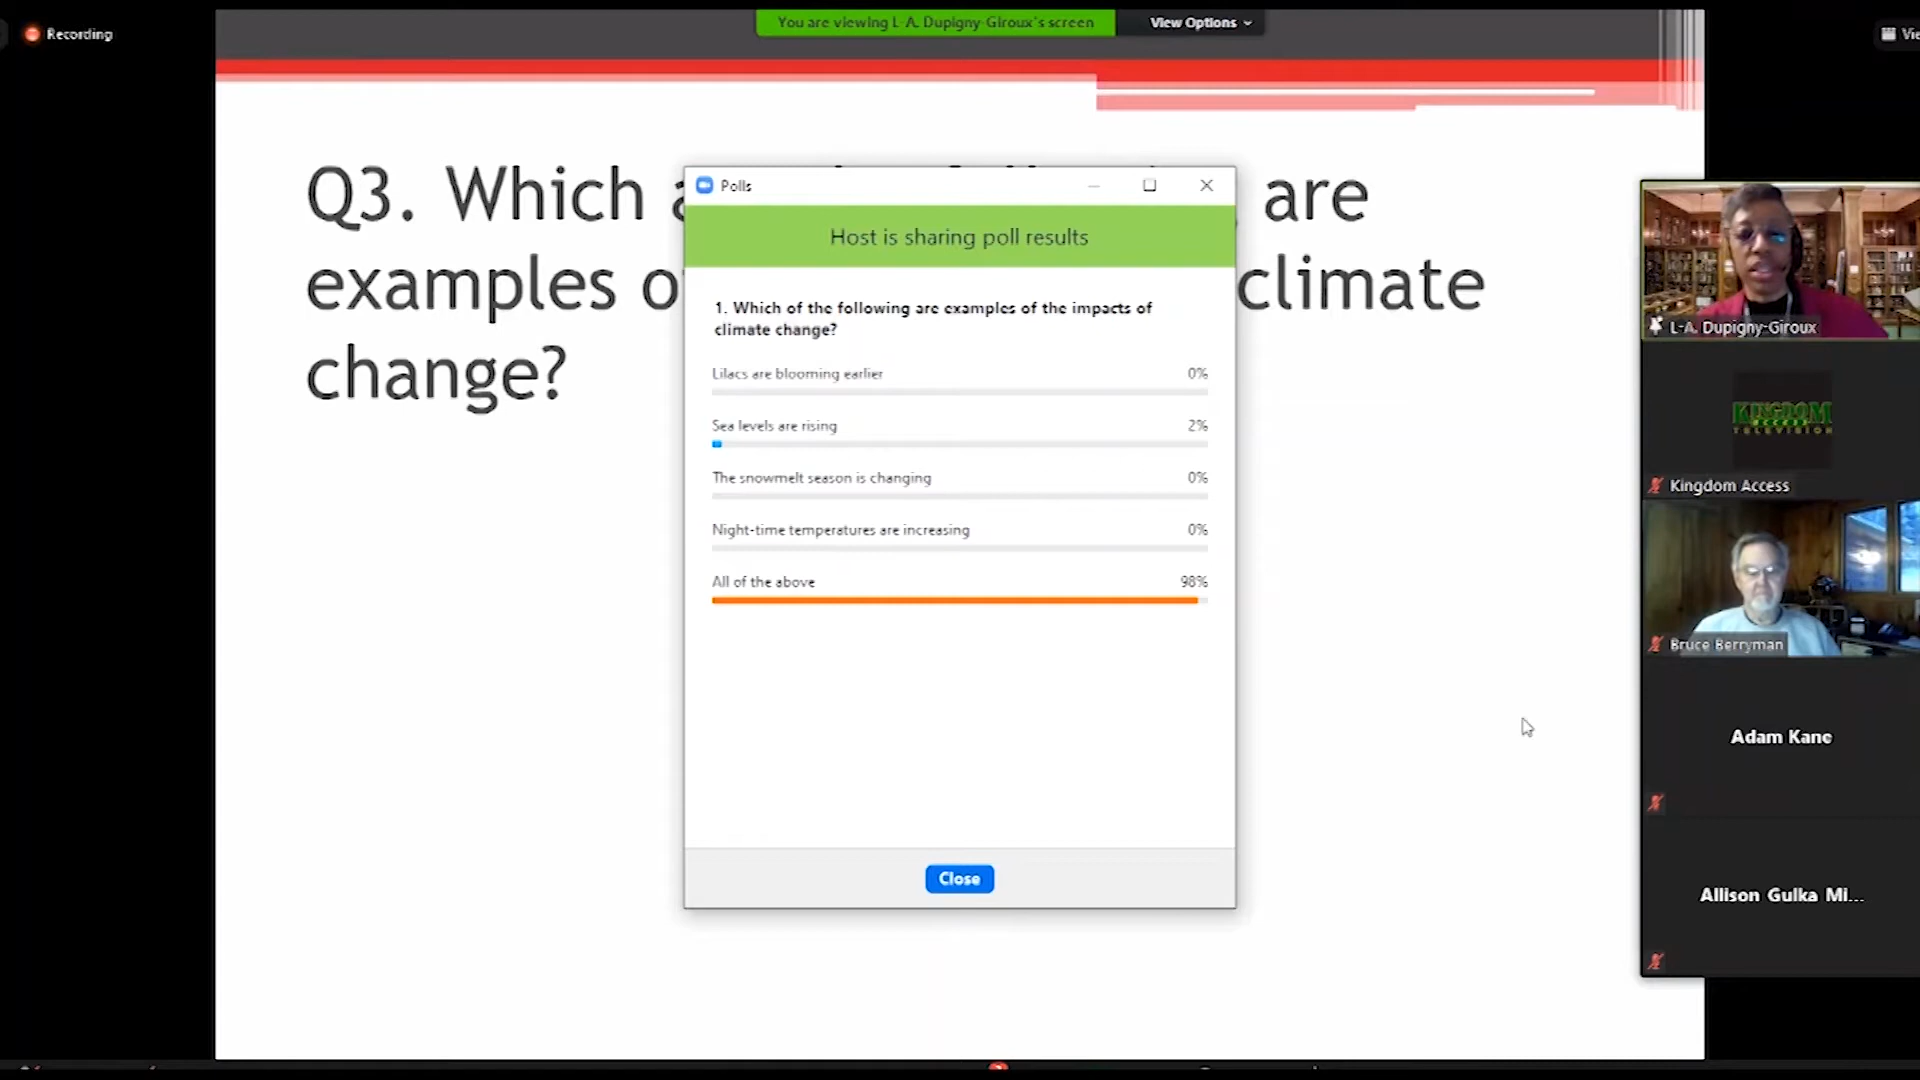 Recording
You are viewing L-A. Dupigny-Giroux's screen
View Options
Q3. Which are
examples climate
change?
Polls
Host is sharing poll results
1. Which of the following are examples of the impacts of
climate change?
Lilacs are blooming earlier 0%
Sea levels are rising 2%
The snowmelt season is changing 0%
Night-time temperatures are increasing 0%
All of the above 98%
Close
L-A. Dupigny-Giroux
KINGDOM
ACCESS
TELEVISION
Kingdom Access
Bruce Berryman
Adam Kane
Allison Gulka Mi...